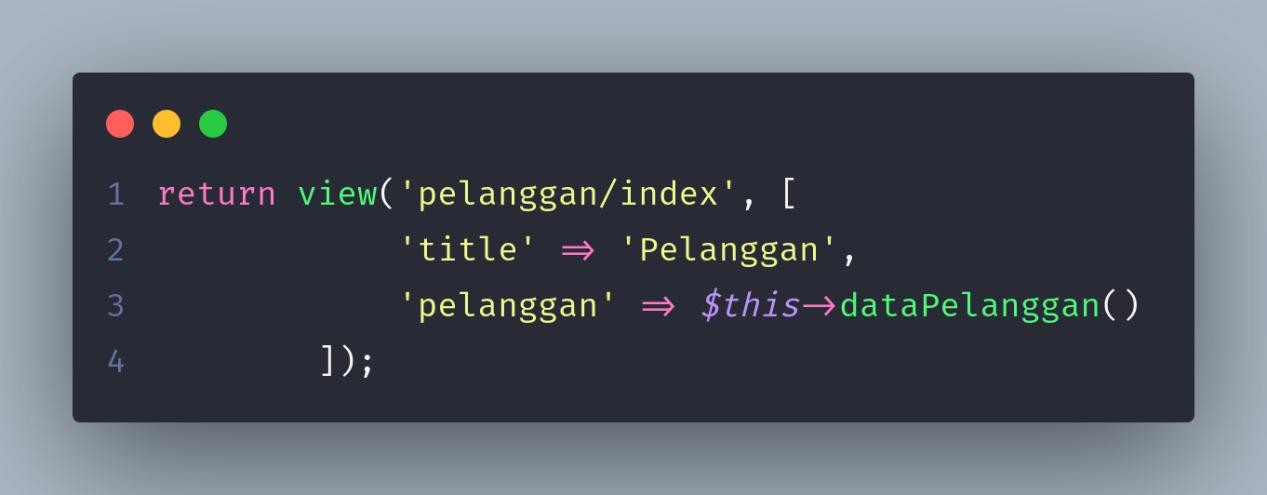 1 return view('pelanggan/index', [
2             'title' => 'Pelanggan',
3             'pelanggan' => $this->dataPelanggan()
4         ]);